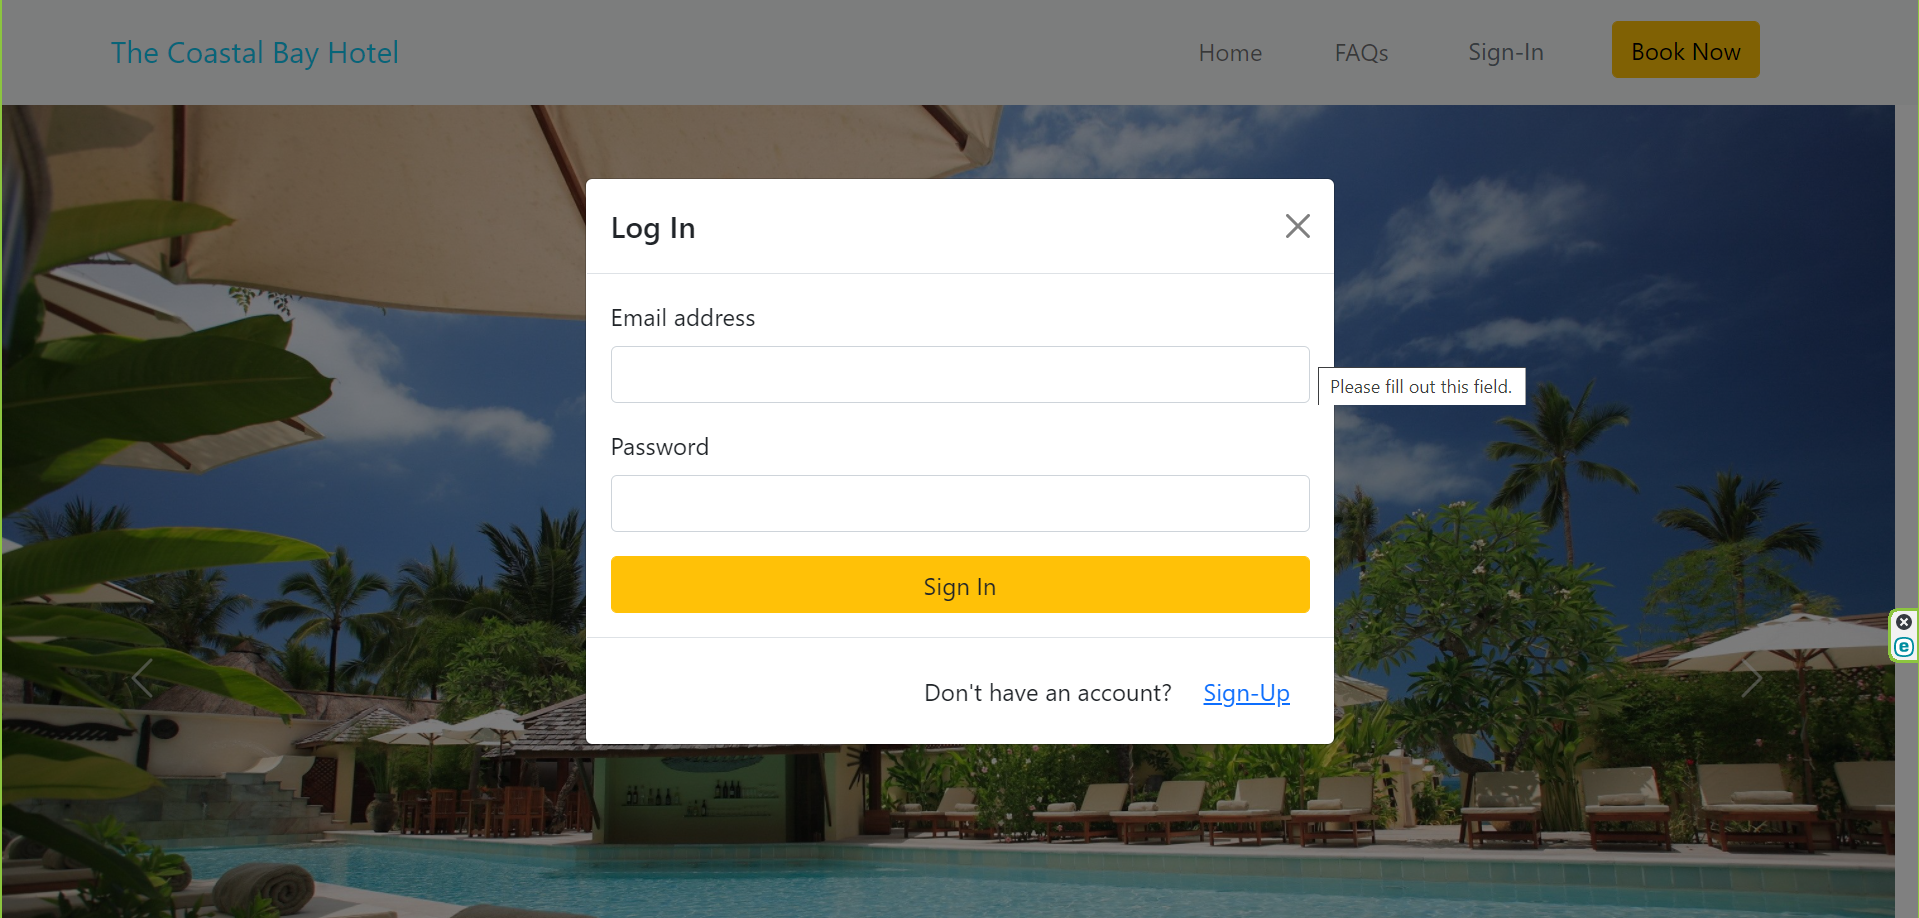 The Coastal Bay Hotel
Home
FAQs
Sign-In
Book Now
Log In
Email address
Please fill out this field.
Password
Sign In
Don't have an account?
Sign-Up
e